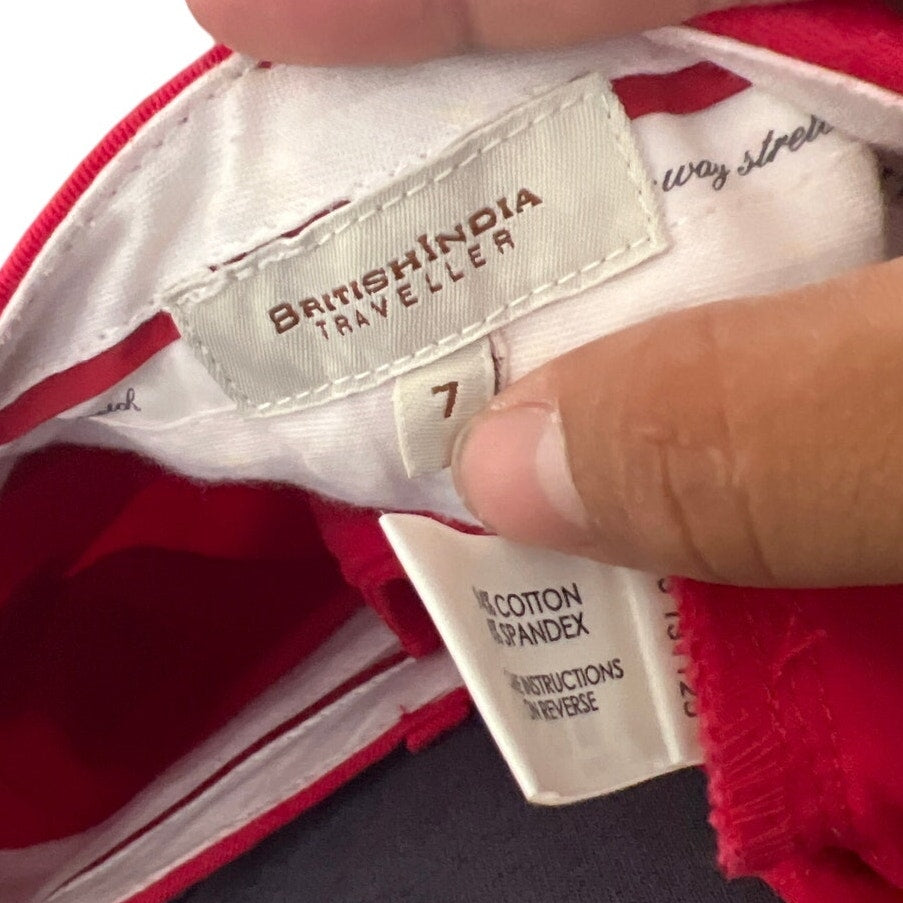 way stretch
BRITISHINDIA
TRAVELLER
7
COTTON
SPANDEX
INSTRUCTIONS
ON REVERSE